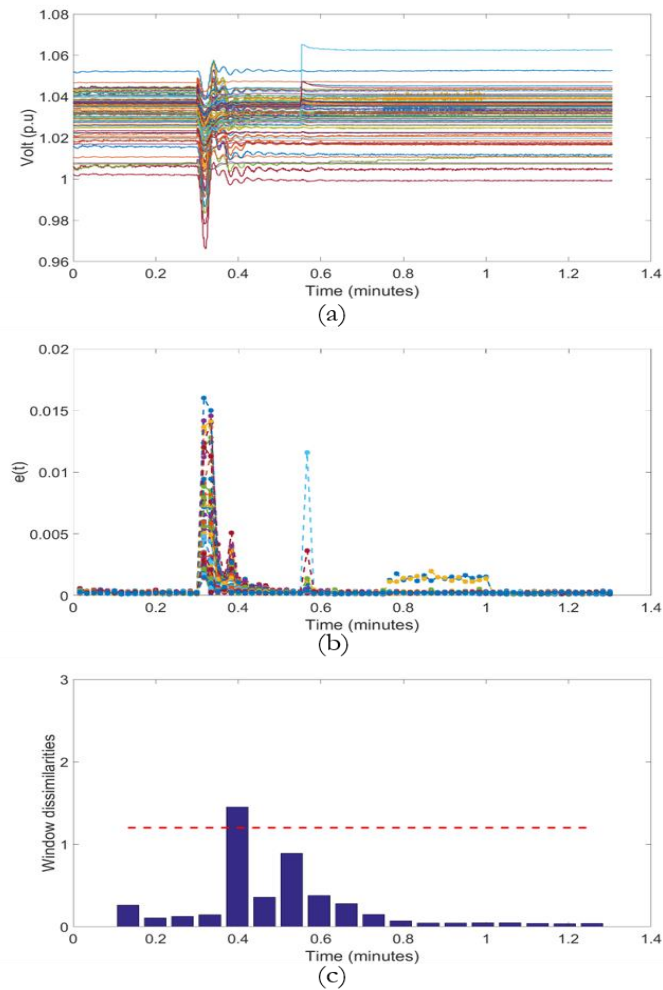 1.08
1.06
1.04
1.02
1
0.98
0.96
Volt (p.u)
0 0.2 0.4 0.6 0.8 1 1.2 1.4
Time (minutes)
(a)
0.02
0.015
0.01
0.005
0
e(t)
0 0.2 0.4 0.6 0.8 1 1.2 1.4
Time (minutes)
(b)
3
2
1
0
Window dissimilarities
0 0.2 0.4 0.6 0.8 1 1.2 1.4
Time (minutes)
(c)